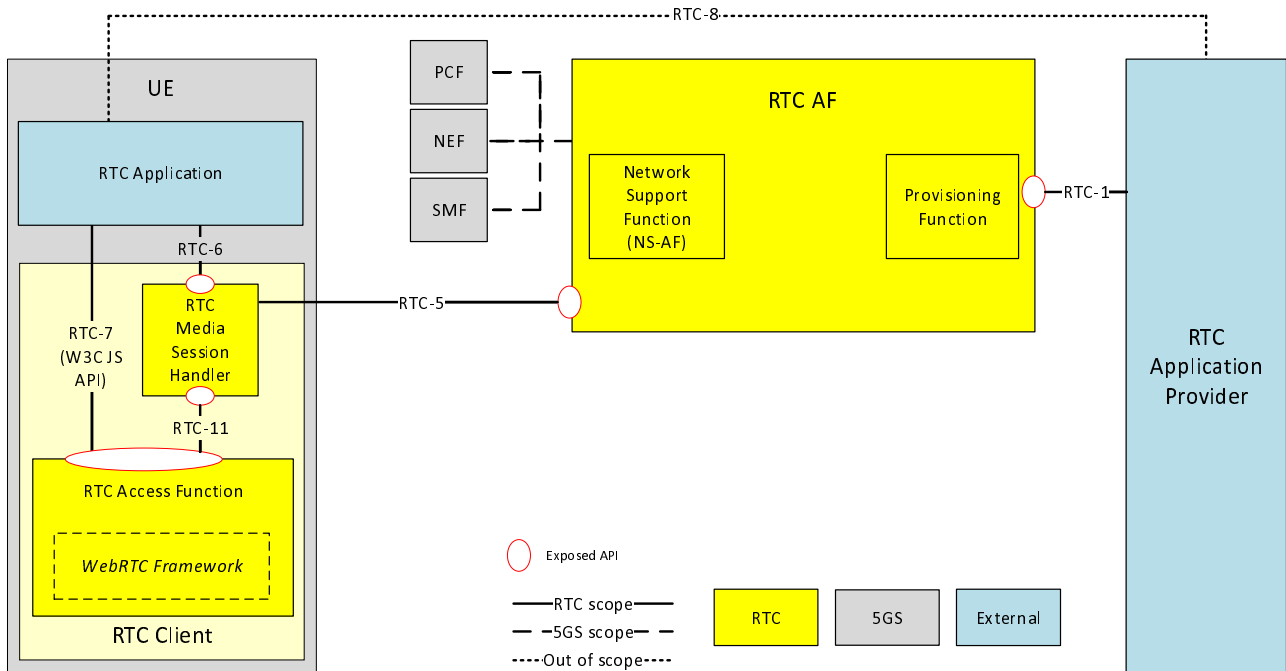 RTC-8
UE
RTC Application
PCF
NEF
SMF
RTC AF
Network
Support
Function
(NS-AF)
Provisioning
Function
RTC-1
RTC-6
RTC
Media
Session
Handler
RTC-5
RTC-7
(W3C JS
API)
RTC-11
RTC
Application
Provider
RTC Access Function
WebRTC Framework
RTC Client
Exposed API
RTC scope
5GS scope
Out of scope
RTC
5GS
External